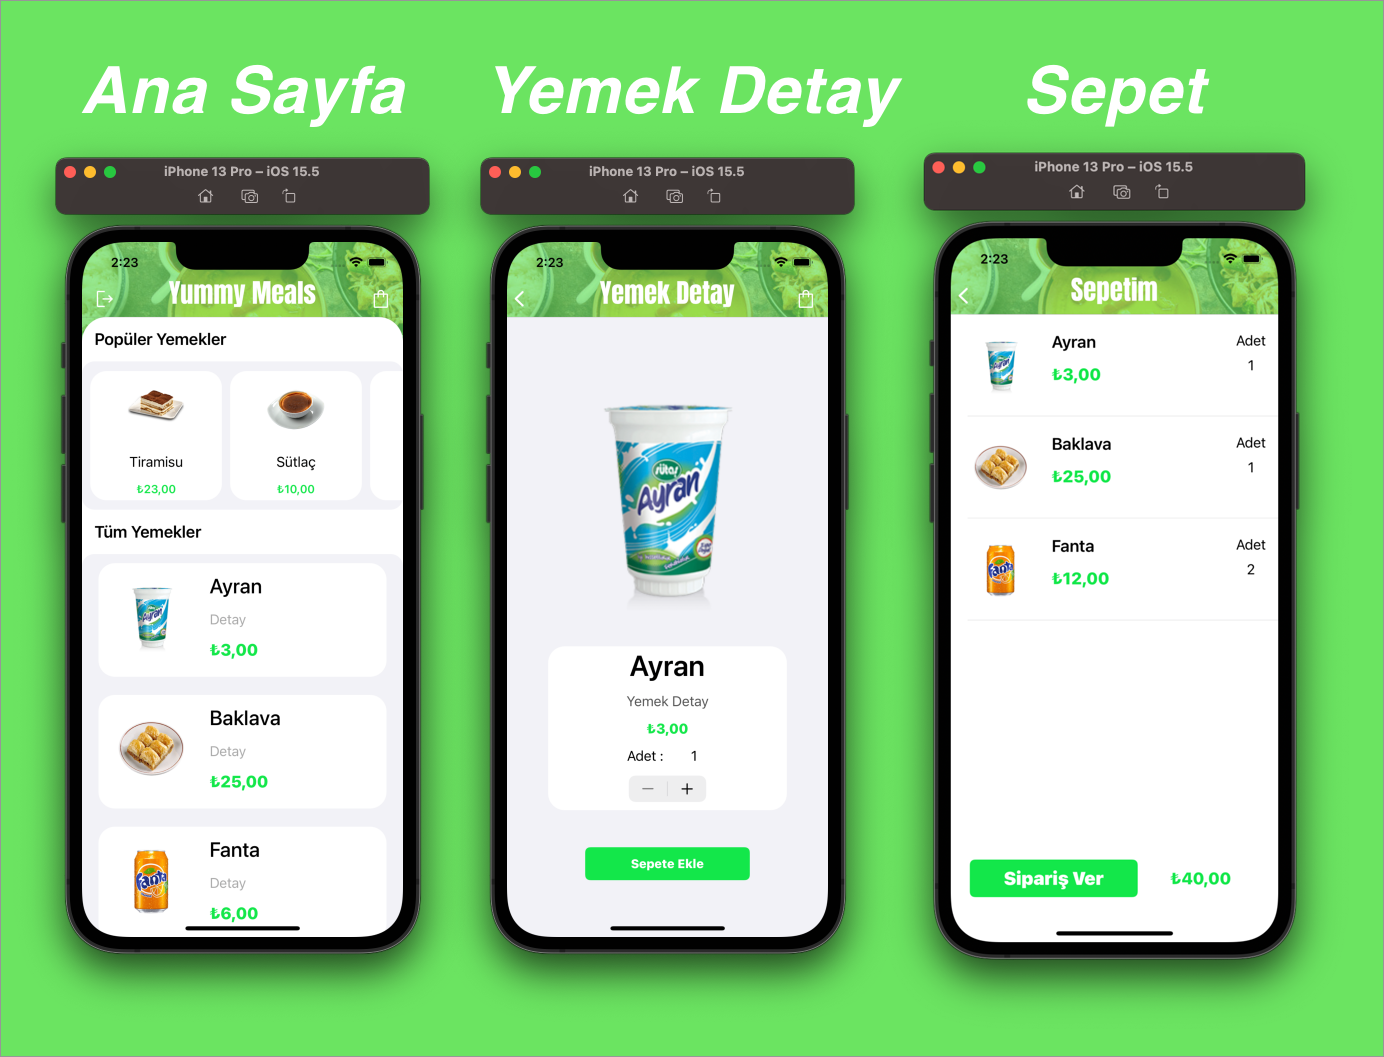 Ana Sayfa
Yemek Detay
Sepet
iPhone 13 Pro – iOS 15.5
2:23
Yummy Meals
Popüler Yemekler
Tiramisu
₺23,00
Sütlaç
₺10,00
Tüm Yemekler
Ayran
Detay
₺3,00
Baklava
Detay
₺25,00
Fanta
Fanta
Detay
₺6,00
iPhone 13 Pro – iOS 15.5
2:23
Yemek Detay
sütaş
Ayran
Ayran
Yemek Detay
₺3,00
Adet : 1
Sepete Ekle
iPhone 13 Pro – iOS 15.5
2:23
Sepetim
Ayran
Adet
₺3,00
1
Baklava
Adet
₺25,00
1
Fanta
Fanta
Adet
₺12,00
2
Sipariş Ver
₺40,00